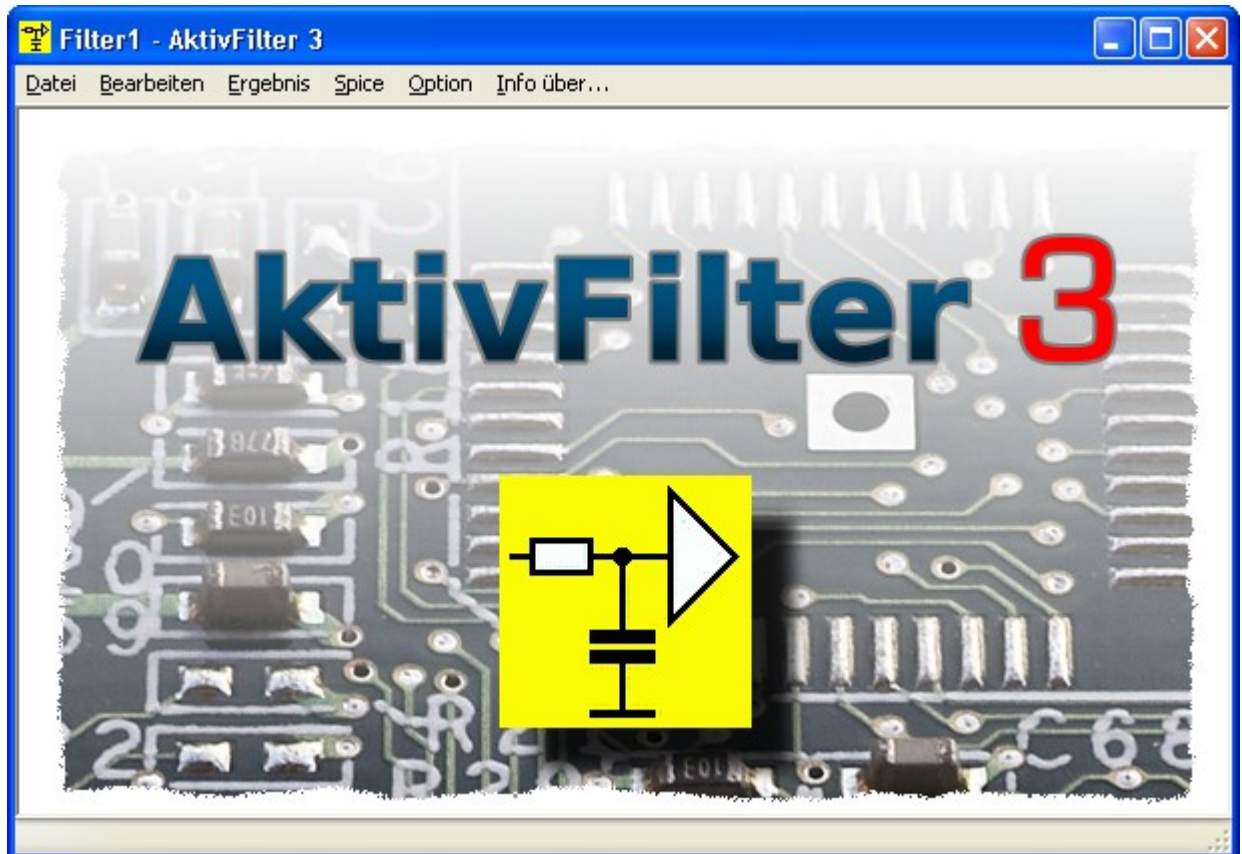 Filter1 - AktivFilter 3
Datei Bearbeiten Ergebnis Spice Option Info über...
AktivFilter 3